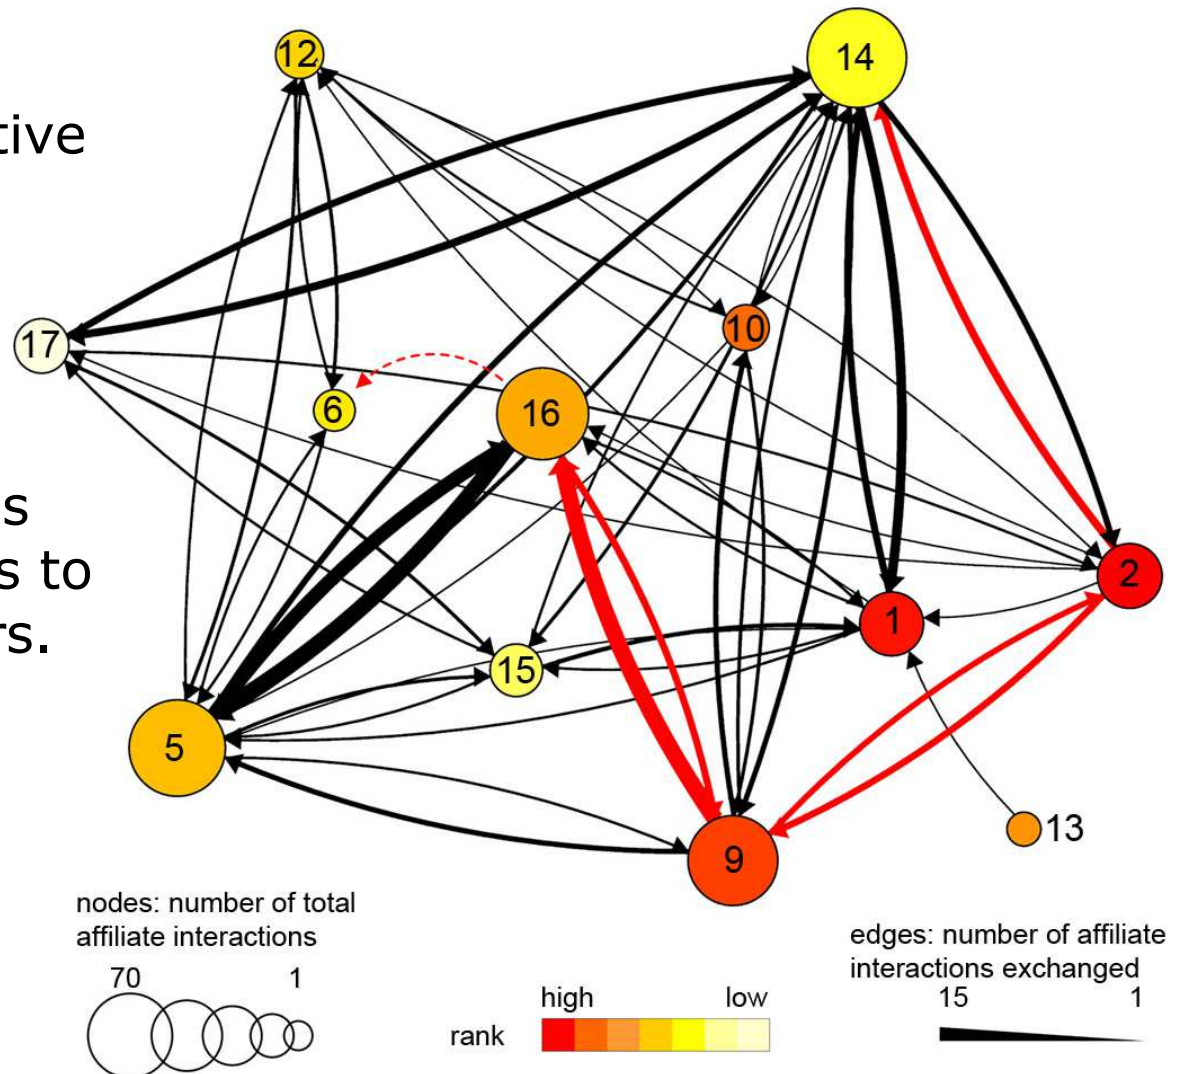 12
14
tive
10
17
6
16
s
s to
rs.
2
1
15
5
13
9
nodes: number of total
affiliate interactions
70 1
edges: number of affiliate
interactions exchanged
15 1
high low
rank